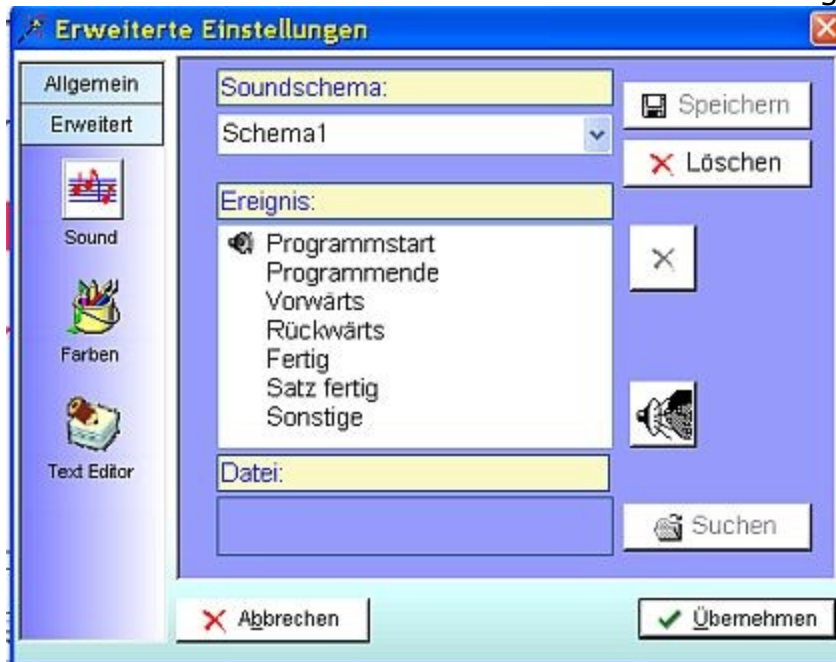 Erweiterte Einstellungen
Allgemein
Erweitert
Sound
Farben
Text Editor
Soundschema:
Schema1
Speichern
Löschen
Ereignis:
Programmstart
Programmende
Vorwärts
Rückwärts
Fertig
Satz fertig
Sonstige
Datei:
Suchen
Abbrechen
Übernehmen